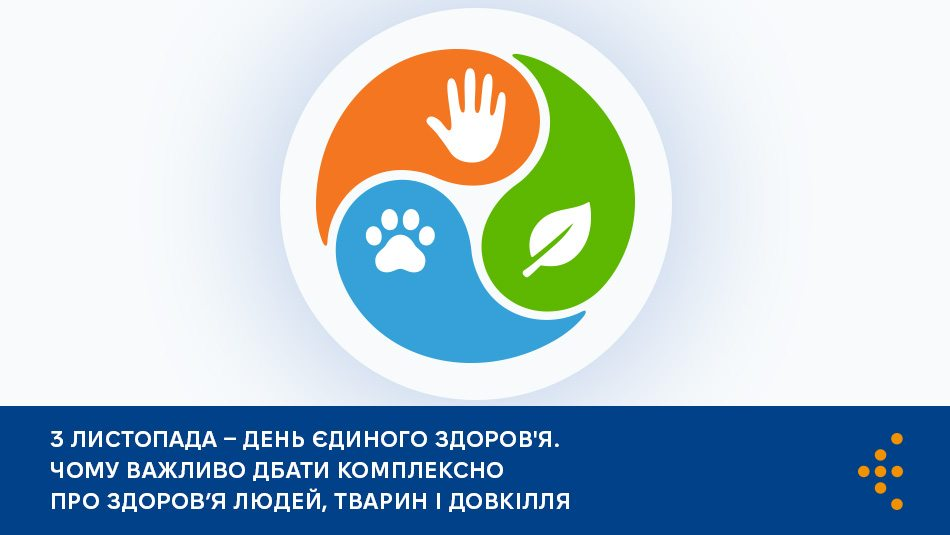 3 ЛИСТОПАДА – ДЕНЬ ЄДИНОГО ЗДОРОВ'Я.
ЧОМУ ВАЖЛИВО ДБАТИ КОМПЛЕКСНО
ПРО ЗДОРОВ’Я ЛЮДЕЙ, ТВАРИН І ДОВКІЛЛЯ